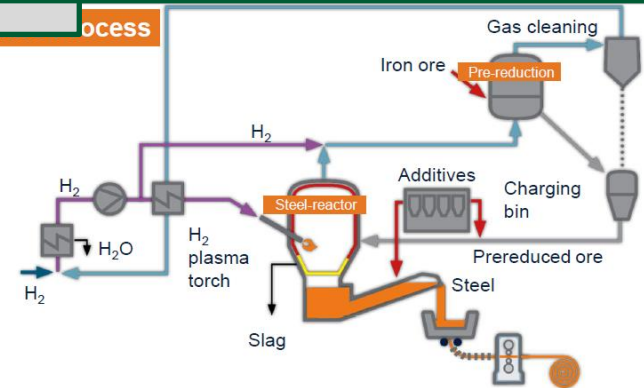 ocess
Gas cleaning
Iron ore
Pre-reduction
H₂
Additives
Charging
bin
H₂
Steel-reactor
H₂O
H₂
plasma
torch
Prereduced ore
H₂
Steel
Slag